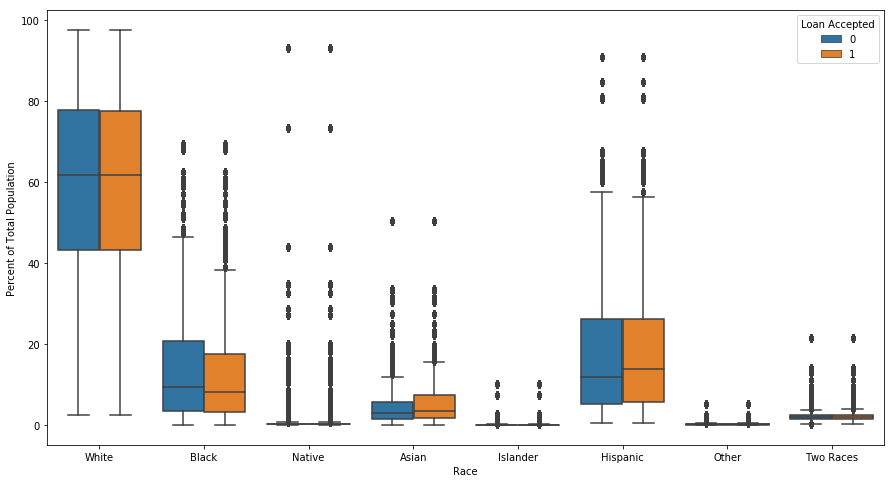 Loan Accepted
0
1
100
80
60
40
20
0
Percent of Total Population
White Black Native Asian Islander Hispanic Other Two Races
Race